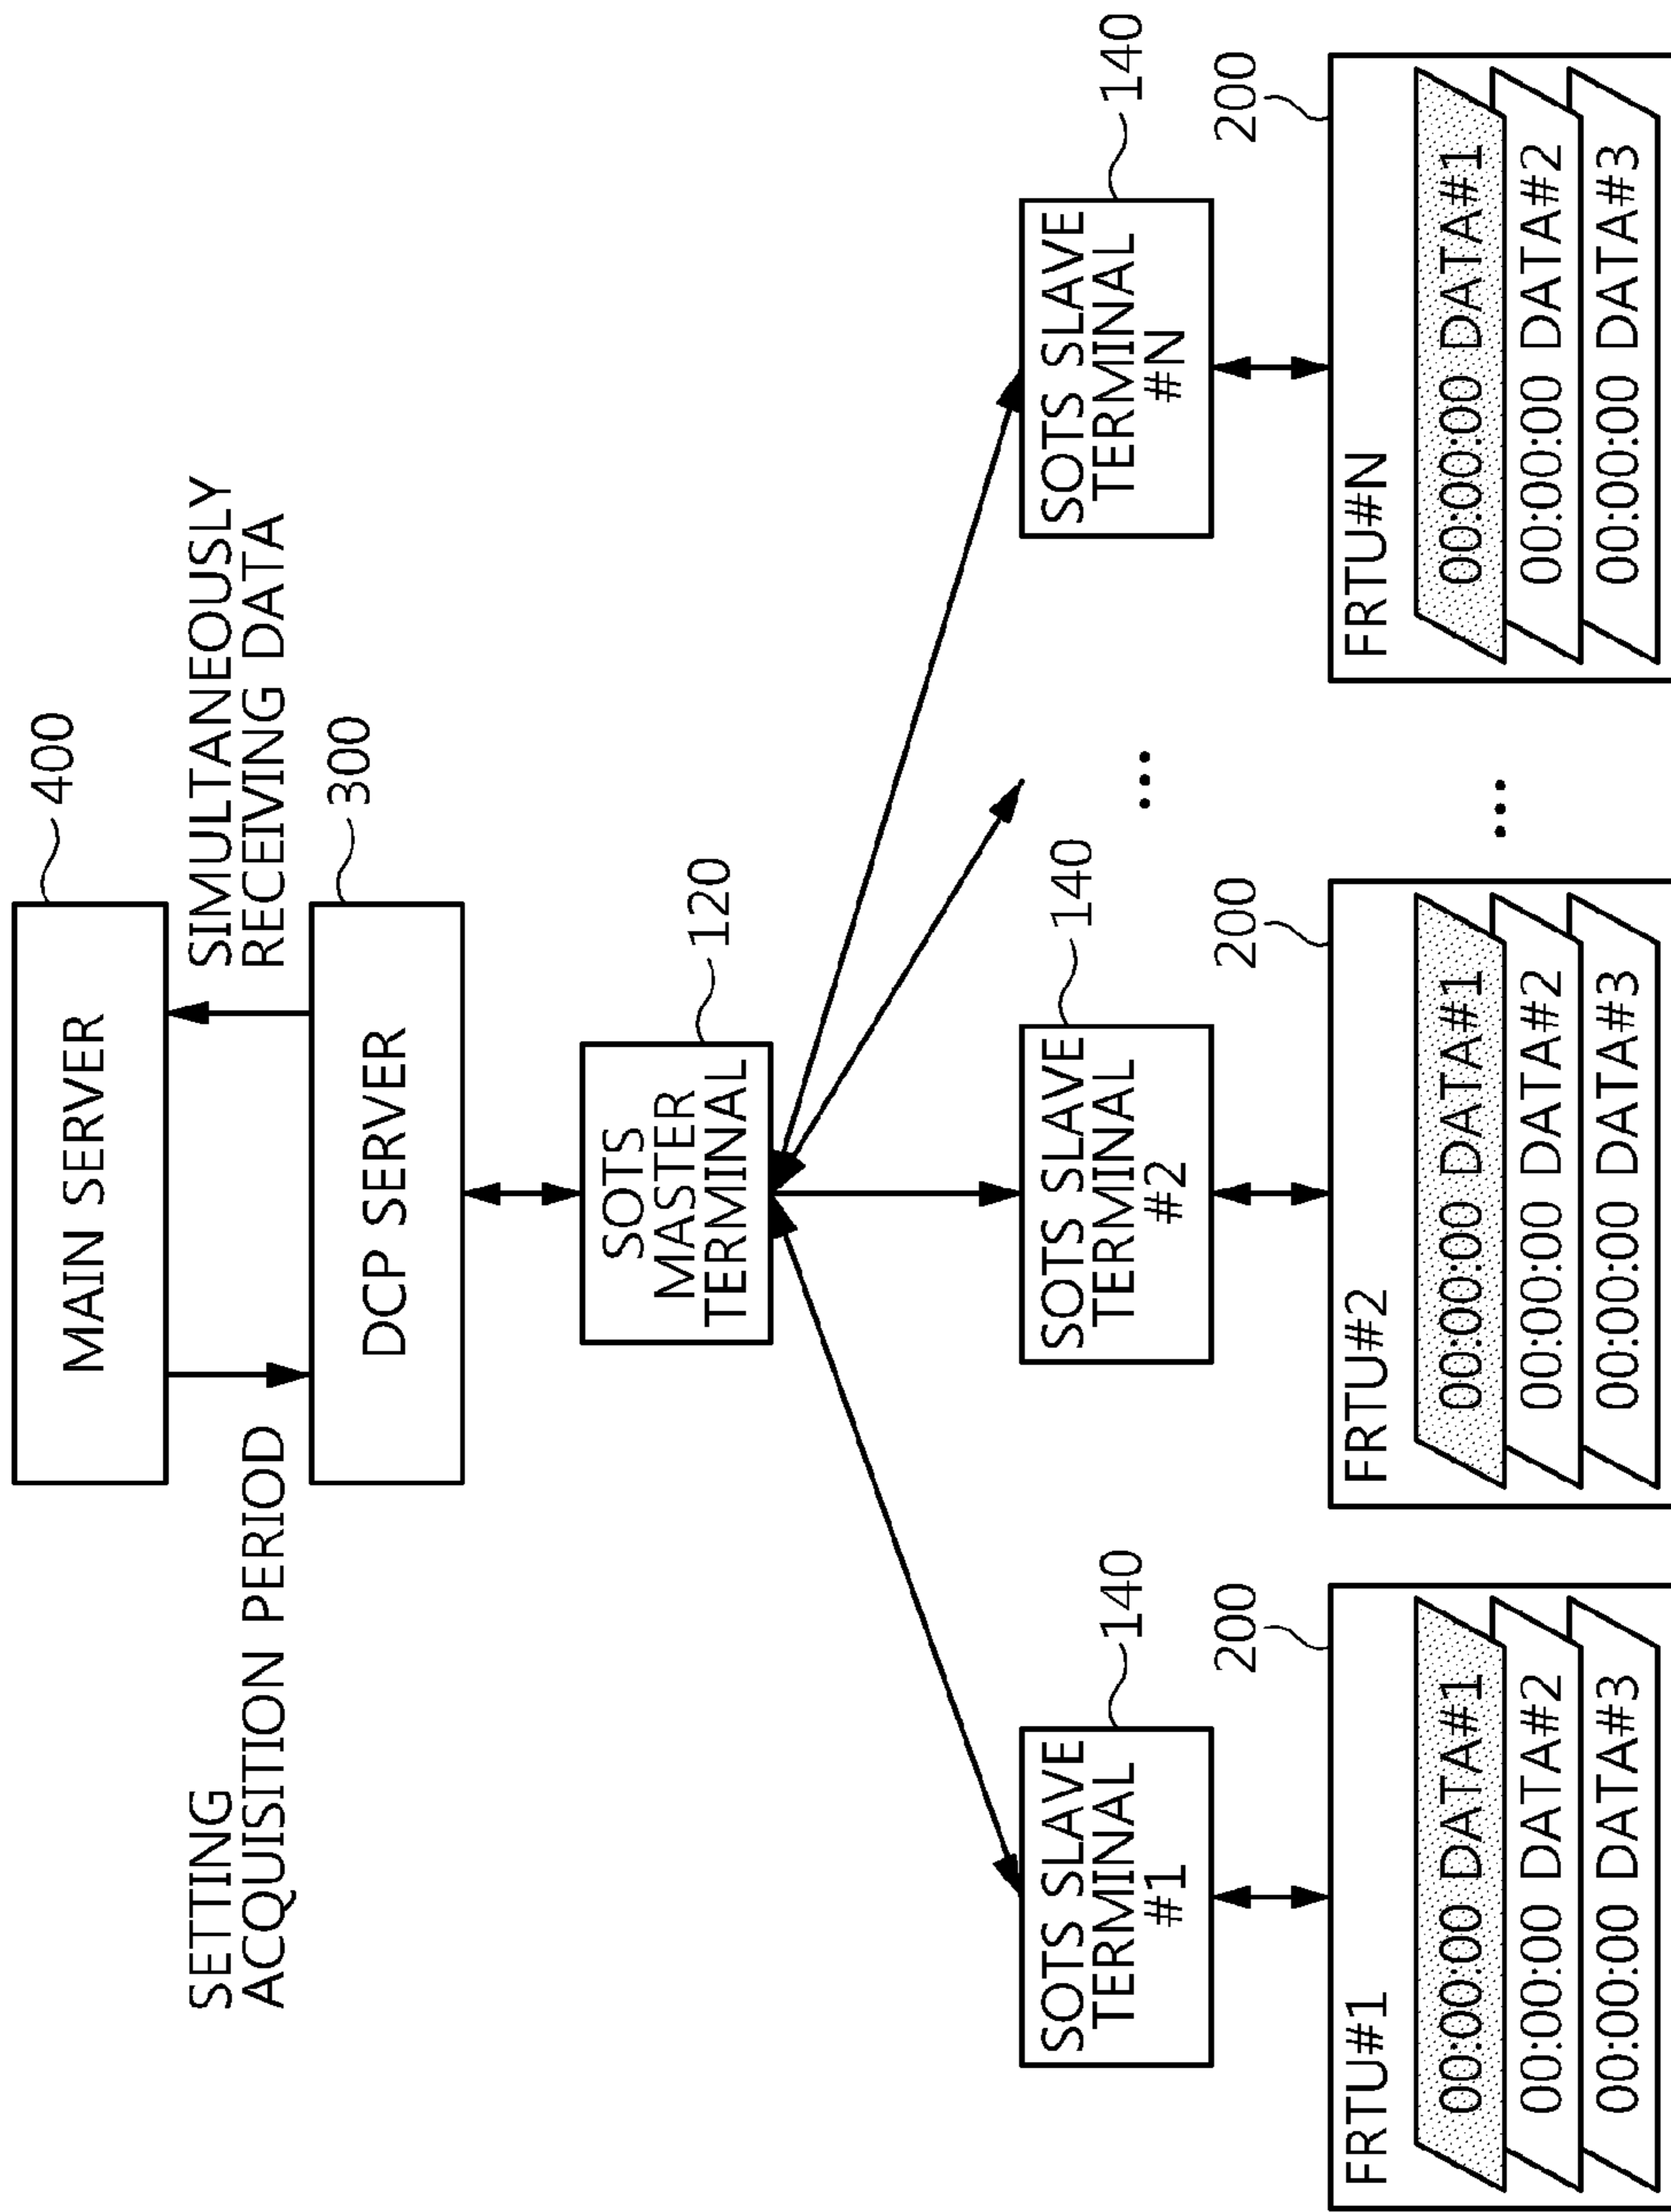 MAIN SERVER
400
SETTING
ACQUISITION PERIOD
SIMULTANEOUSLY
RECEIVING DATA
DCP SERVER
300
SOTS
MASTER
TERMINAL
120
SOTS SLAVE
TERMINAL
#1
140
SOTS SLAVE
TERMINAL
#2
140
...
SOTS SLAVE
TERMINAL
#N
140
200
FRTU#1
00:00:00 DATA#1
00:00:00 DATA#2
00:00:00 DATA#3
200
FRTU#2
00:00:00 DATA#1
00:00:00 DATA#2
00:00:00 DATA#3
...
200
FRTU#N
00:00:00 DATA#1
00:00:00 DATA#2
00:00:00 DATA#3